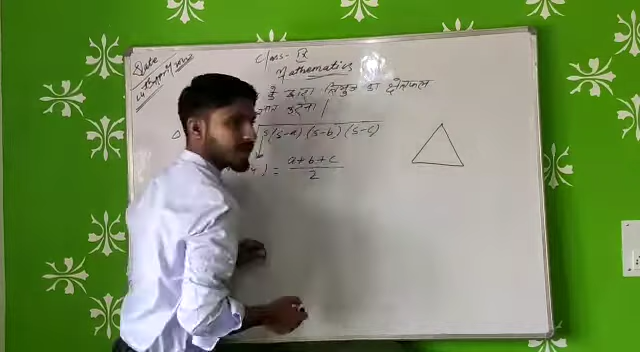 Date
Class - IX
Mathematics
के द्वारा त्रिभुज का क्षेत्रफल
ज्ञात करना।
Δ s(s-a) (s-b) (s-c)
) = a+b+c
2